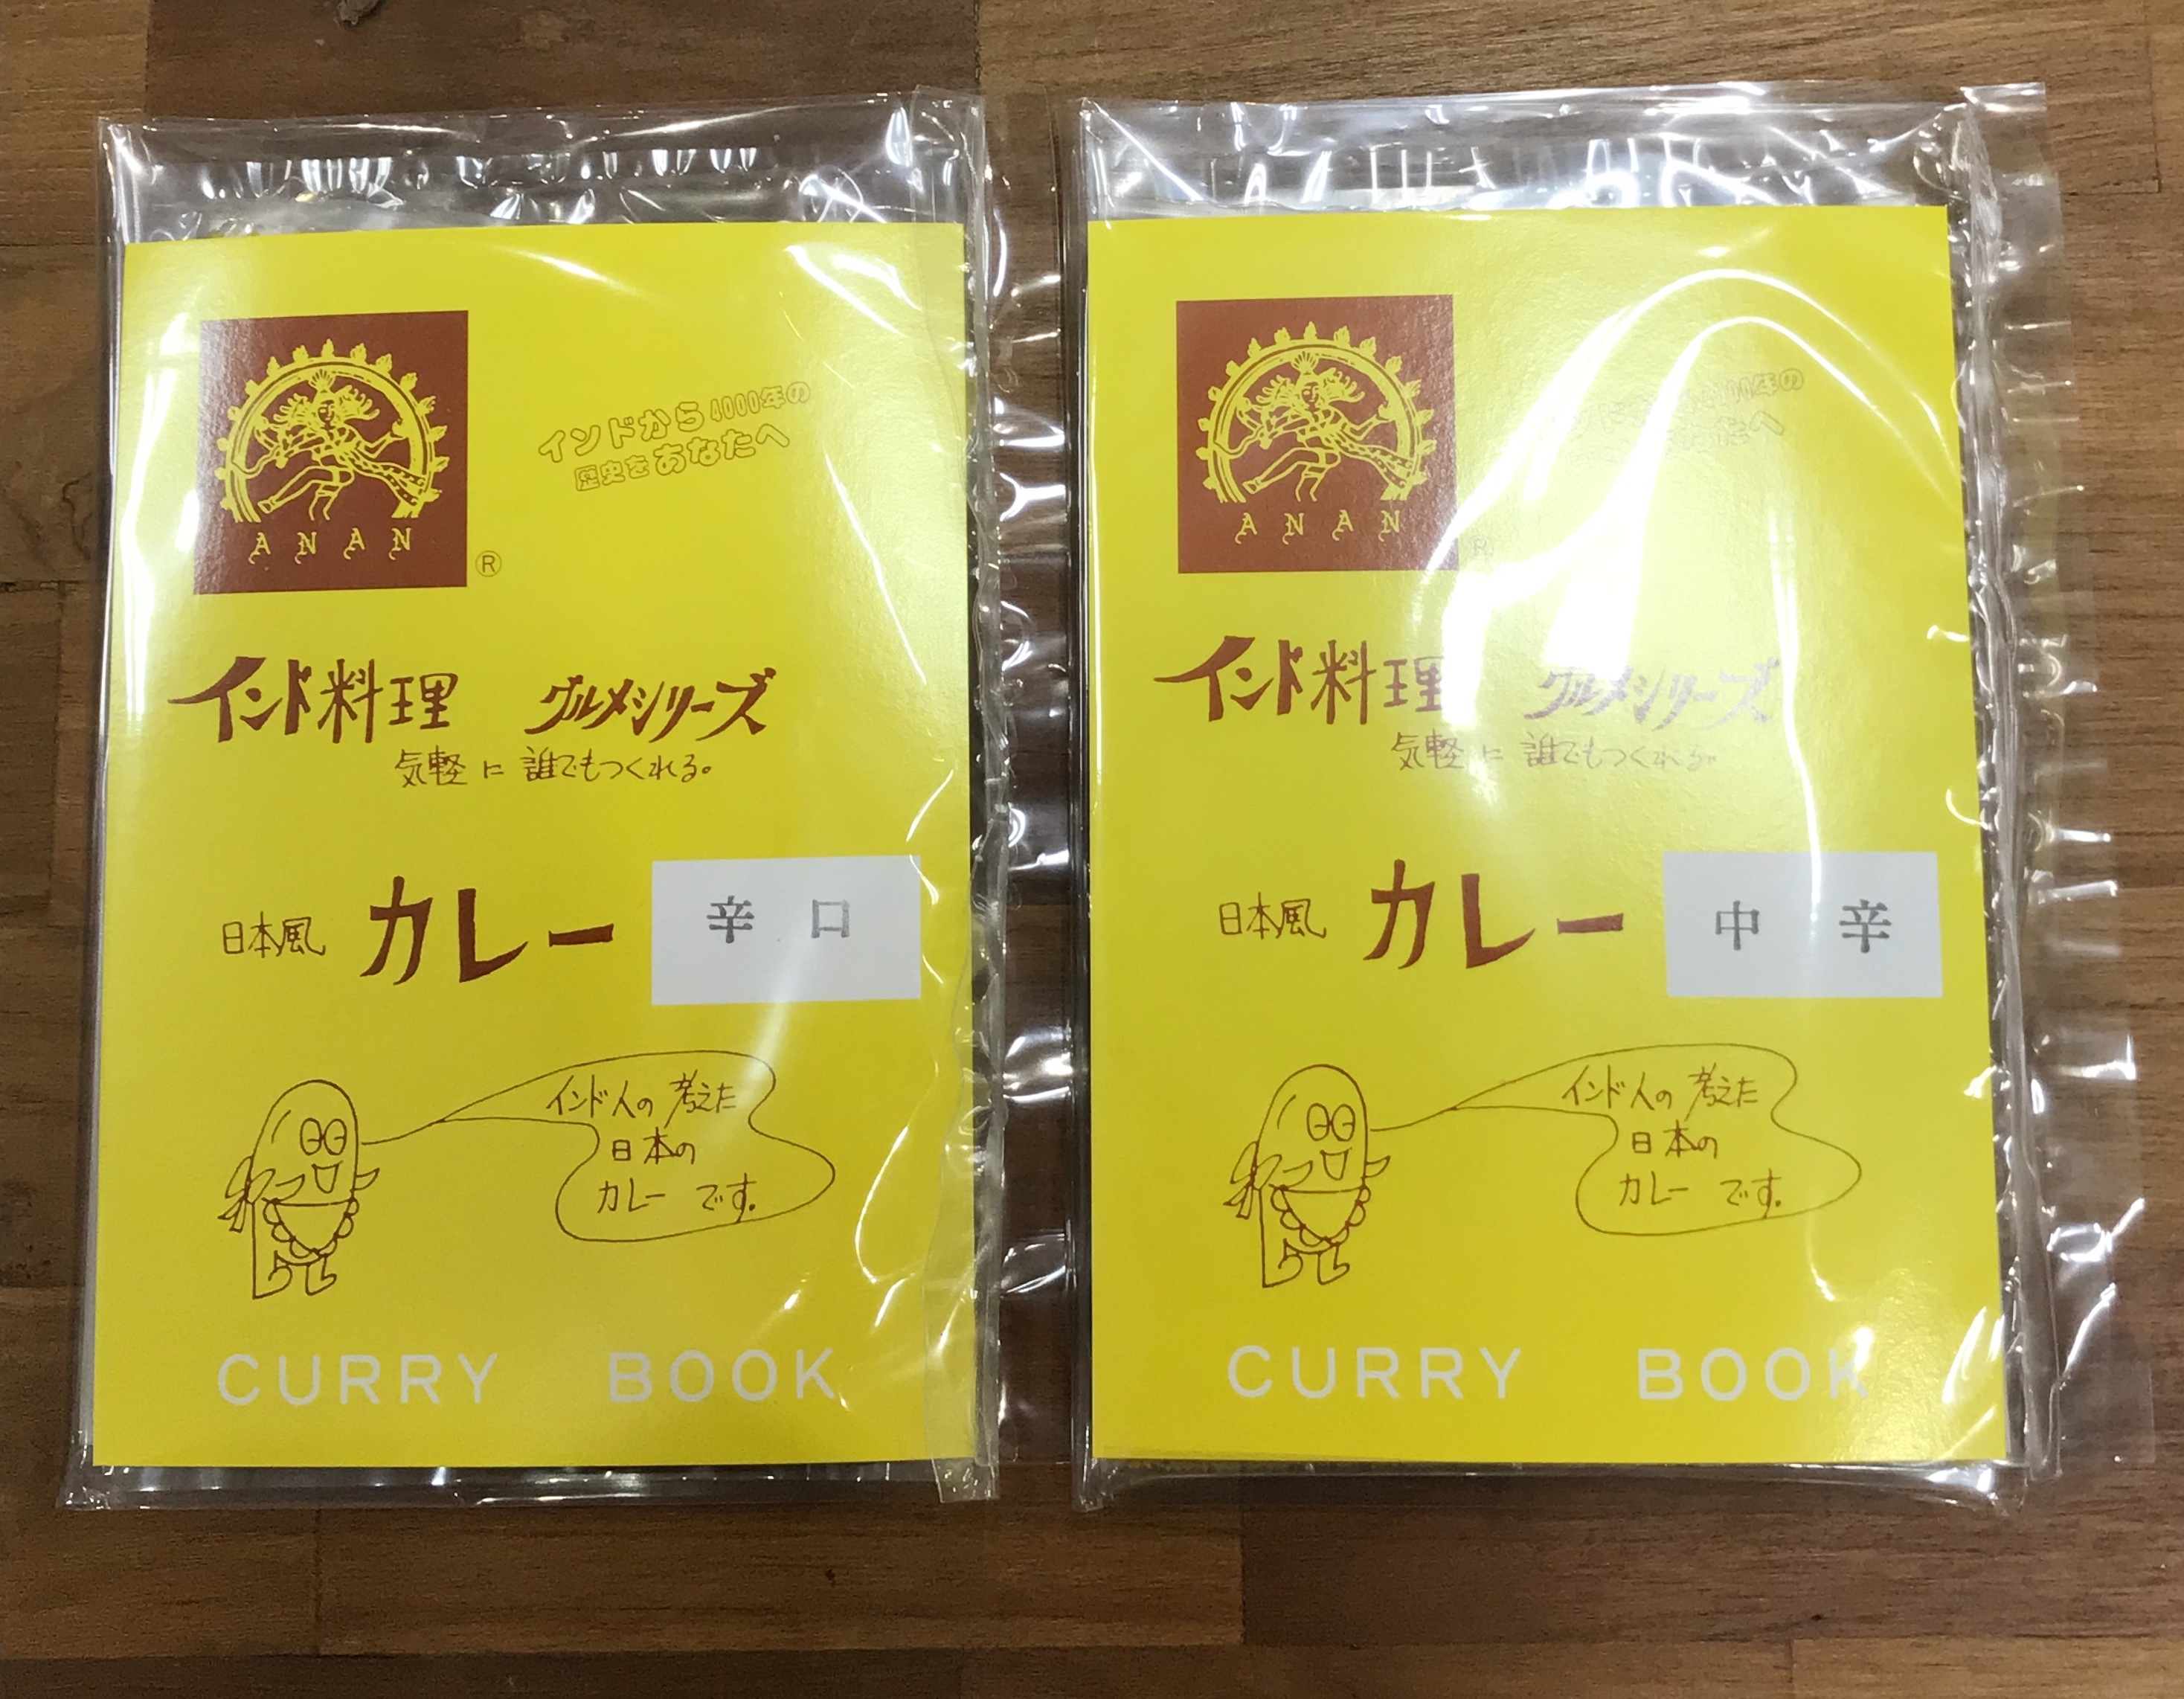 ANAN
®
インドから4000年の
歴史をあなたへ
インド料理 グルメシリーズ
気軽に誰でもつくれる。
日本風 カレー 辛口
インド人の考えた
日本の
カレーです。
CURRY BOOK
ANAN
®
年の
たへ
インド料理 グルメシリーズ
気軽に誰でもつくれる。
日本風 カレー 中辛
インド人の考えた
日本の
カレーです。
CURRY BOOK